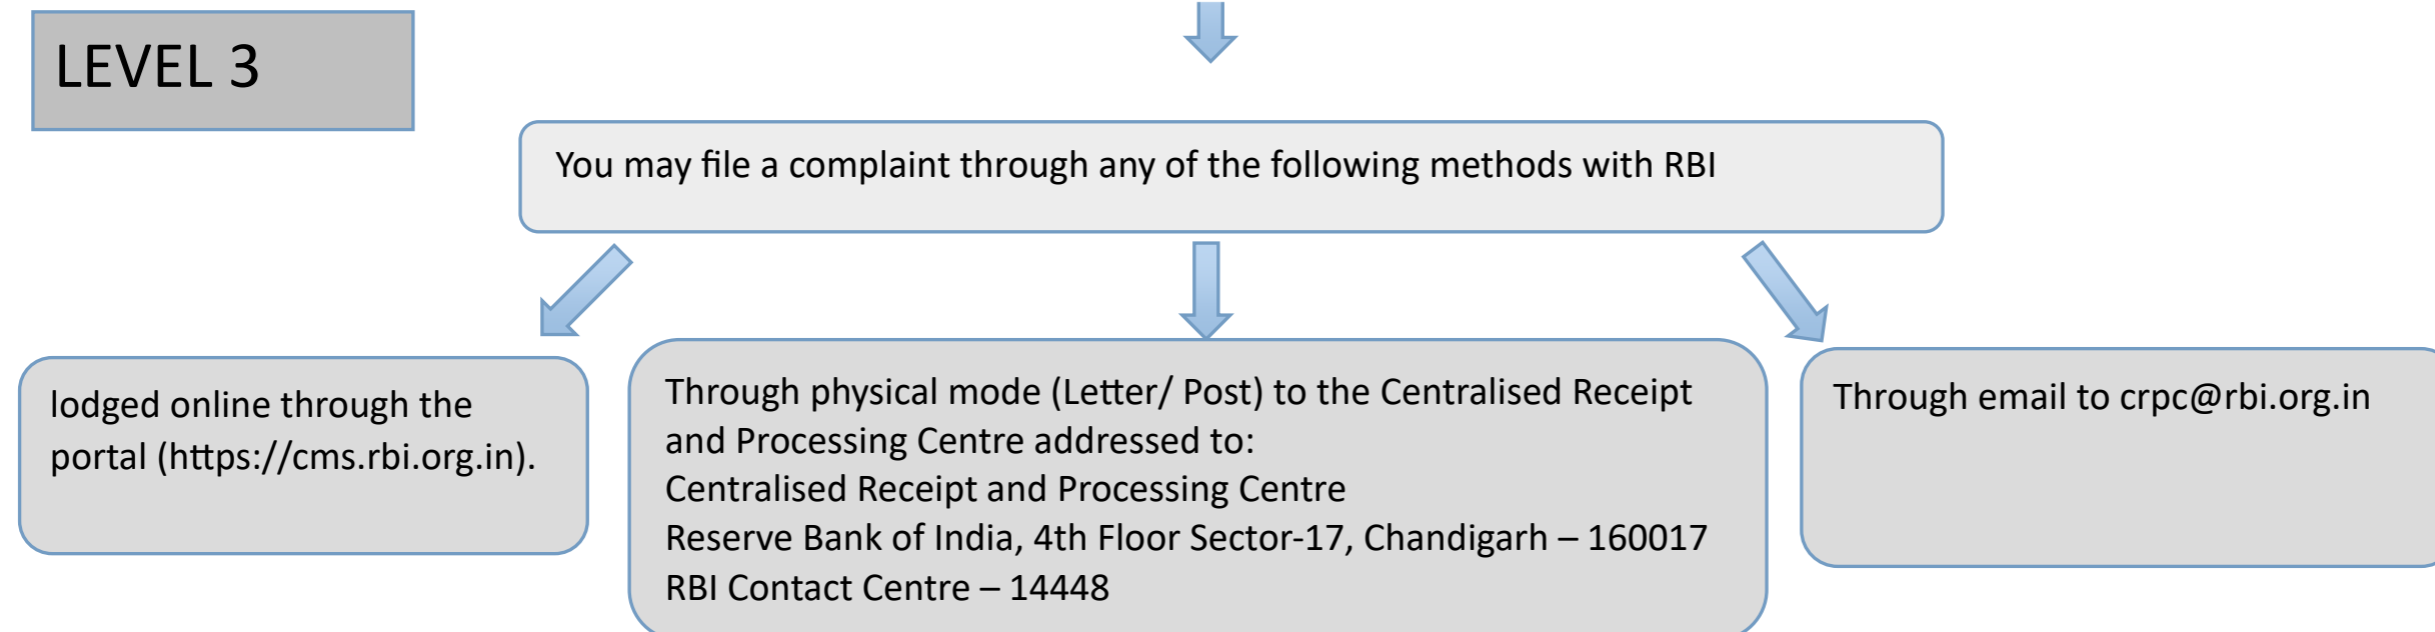 LEVEL 3
You may file a complaint through any of the following methods with RBI
lodged online through the
portal (https://cms.rbi.org.in).
Through physical mode (Letter/ Post) to the Centralised Receipt
and Processing Centre addressed to:
Centralised Receipt and Processing Centre
Reserve Bank of India, 4th Floor Sector-17, Chandigarh – 160017
RBI Contact Centre – 14448
Through email to crpc@rbi.org.in